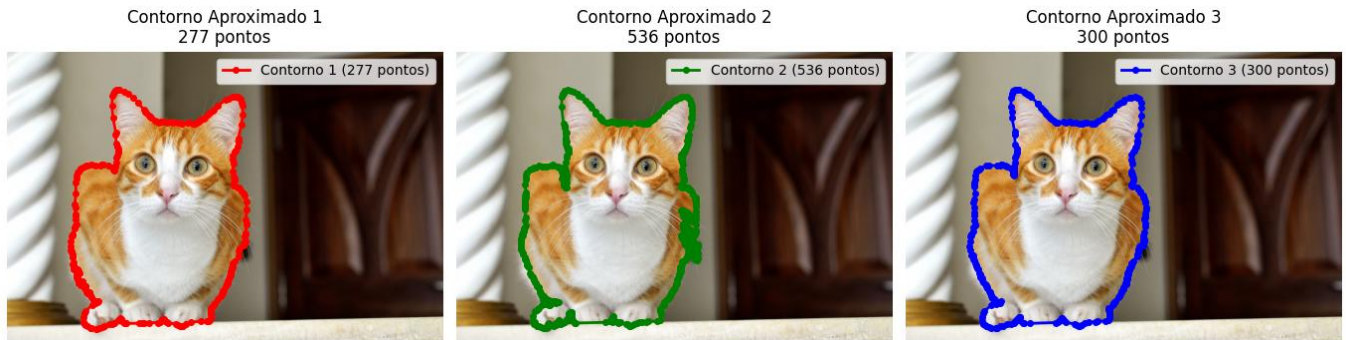 Contorno Aproximado 1
277 pontos
Contorno 1 (277 pontos)
Contorno Aproximado 2
536 pontos
Contorno 2 (536 pontos)
Contorno Aproximado 3
300 pontos
Contorno 3 (300 pontos)